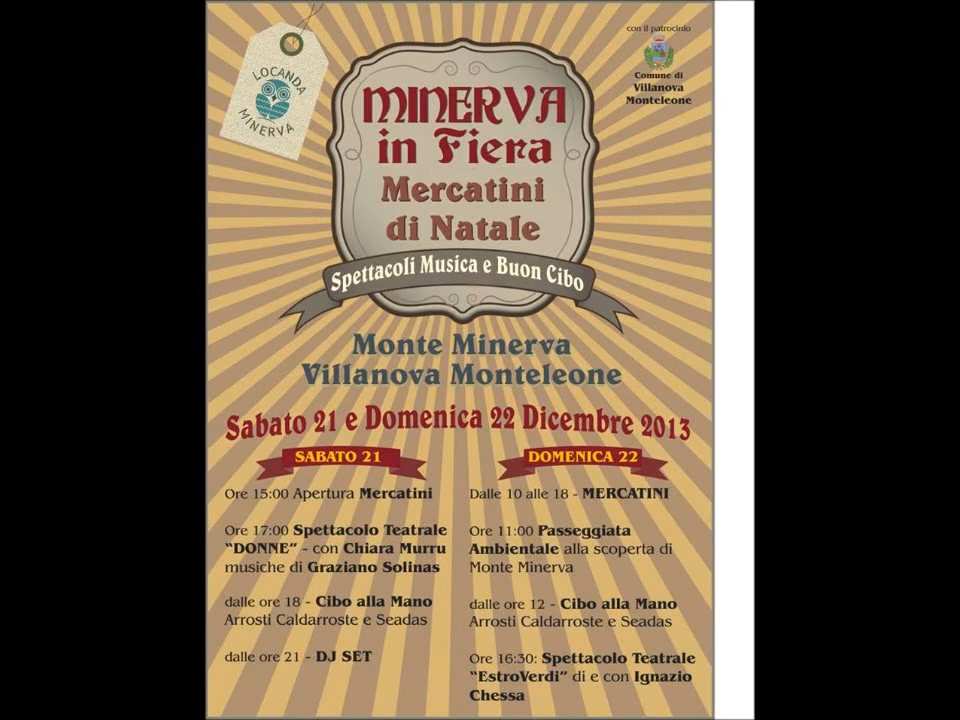 con il patrocinio
Comune di
Villanova
Monteleone
LOCANDA
MINERVA
MINERVA
in Fiera
Mercatini
di Natale
Spettacoli Musica e Buon Cibo
Monte Minerva
Villanova Monteleone
Sabato 21 e Domenica 22 Dicembre 2013
SABATO 21
Ore 15:00 Apertura Mercatini
Ore 17:00 Spettacolo Teatrale
“DONNE” - con Chiara Murru
musiche di Graziano Solinas
dalle ore 18 - Cibo alla Mano
Arrosti Caldarroste e Seadas
dalle ore 21 - DJ SET
DOMENICA 22
Dalle 10 alle 18 - MERCATINI
Ore 11:00 Passeggiata
Ambientale alla scoperta di
Monte Minerva
dalle ore 12 - Cibo alla Mano
Arrosti Caldarroste e Seadas
Ore 16:30: Spettacolo Teatrale
“EstroVerdi” di e con Ignazio
Chessa